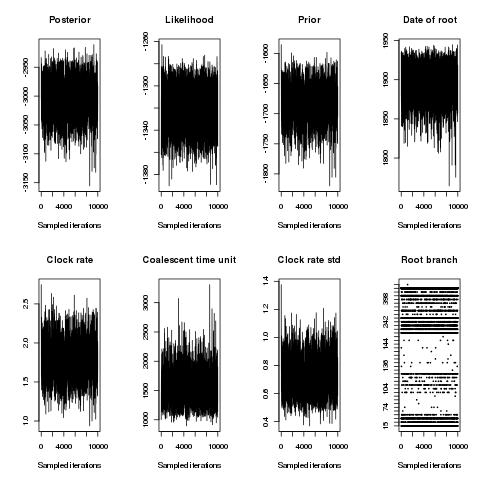 Posterior
-2950
-3000
-3050
-3100
-3150
0 4000 10000
Sampled iterations
Likelihood
-1260
-1300
-1340
-1380
0 4000 10000
Sampled iterations
Prior
-1600
-1650
-1700
-1750
-1800
0 4000 10000
Sampled iterations
Date of root
1950
1900
1850
1800
0 4000 10000
Sampled iterations
Clock rate
2.5
2.0
1.5
1.0
0 4000 10000
Sampled iterations
Coalescent time unit
3000
2500
2000
1500
1000
0 4000 10000
Sampled iterations
Clock rate std
1.4
1.2
1.0
0.8
0.6
0.4
0 4000 10000
Sampled iterations
Root branch
398
242
144
136
104
74
15
0 4000 10000
Sampled iterations